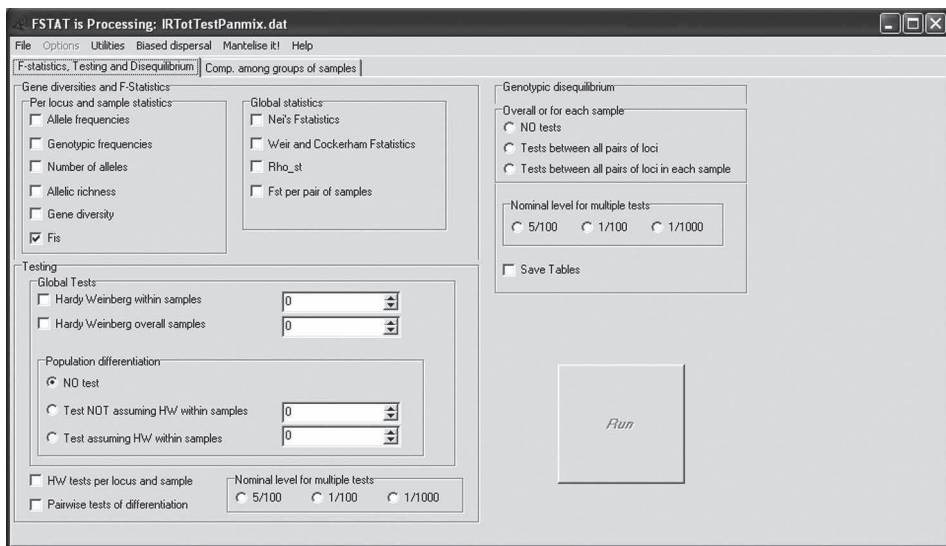 FSTAT is Processing: IRTotTestPanmix.dat
File Options Utilities Biased dispersal Mantelise it! Help
F-statistics, Testing and Disequilibrium Comp. among groups of samples
Gene diversities and F-Statistics
Per locus and sample statistics
Allele frequencies
Genotypic frequencies
Number of alleles
Allelic richness
Gene diversity
Fis
Global statistics
Nei's Fstatistics
Weir and Cockerham Fstatistics
Rho_st
Fst per pair of samples
Testing
Global Tests
Hardy Weinberg within samples 0
Hardy Weinberg overall samples 0
Population differentiation
NO test
Test NOT assuming HW within samples 0
Test assuming HW within samples 0
HW tests per locus and sample
Pairwise tests of differentiation
Nominal level for multiple tests
5/100 1/100 1/1000
Genotypic disequilibrium
Overall or for each sample
NO tests
Tests between all pairs of loci
Tests between all pairs of loci in each sample
Nominal level for multiple tests
5/100 1/100 1/1000
Save Tables
Run